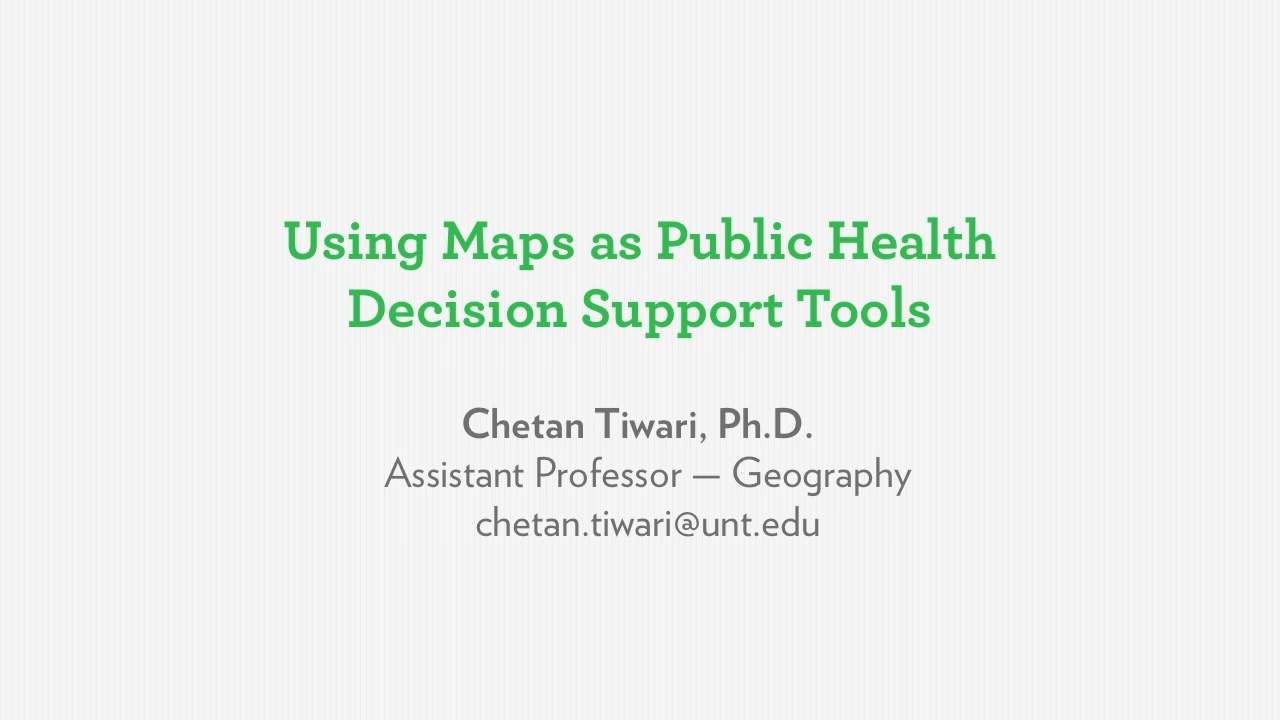 Using Maps as Public Health
Decision Support Tools
Chetan Tiwari, Ph.D.
Assistant Professor — Geography
chetan.tiwari@unt.edu